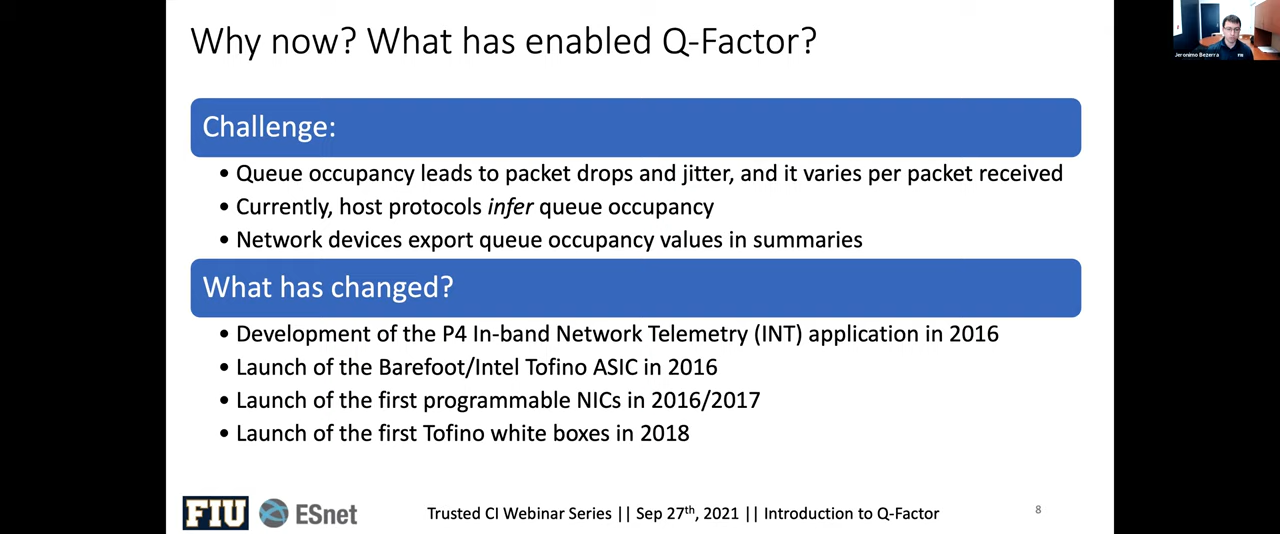 Why now? What has enabled Q-Factor?
Jeronimo Bezerra
Challenge:
• Queue occupancy leads to packet drops and jitter, and it varies per packet received
• Currently, host protocols infer queue occupancy
• Network devices export queue occupancy values in summaries
What has changed?
• Development of the P4 In-band Network Telemetry (INT) application in 2016
• Launch of the Barefoot/Intel Tofino ASIC in 2016
• Launch of the first programmable NICs in 2016/2017
• Launch of the first Tofino white boxes in 2018
FIU ESnet
Trusted CI Webinar Series || Sep 27th, 2021 || Introduction to Q-Factor
8